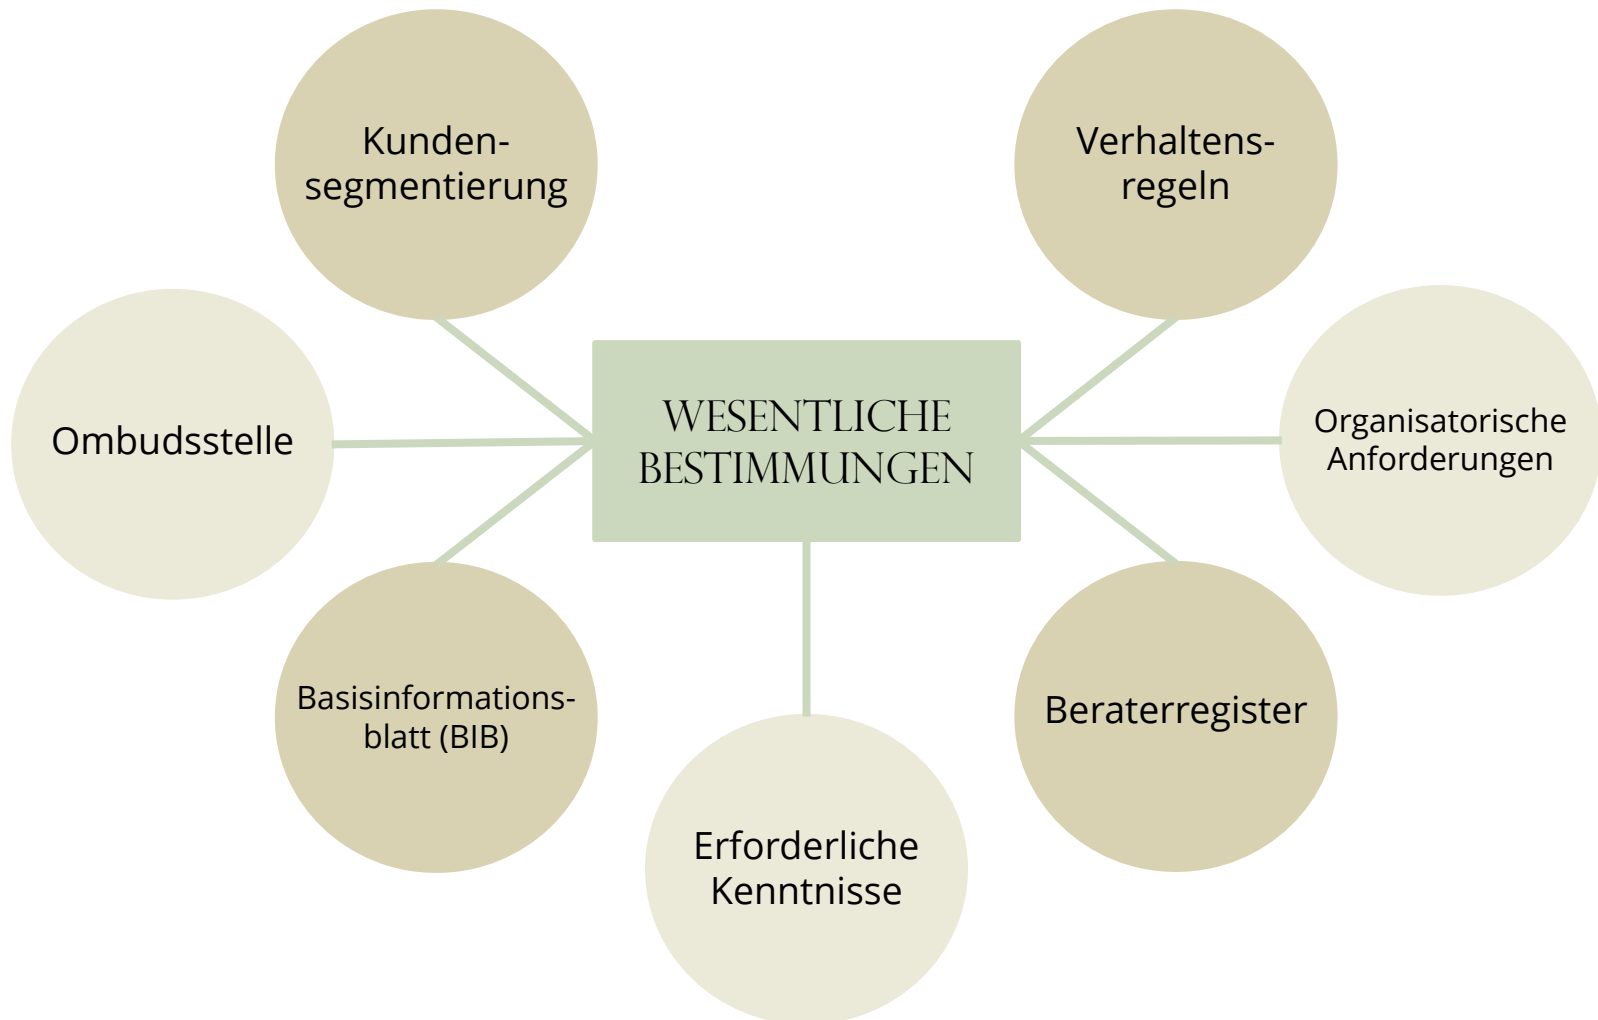 Kunden-
segmentierung
Verhaltens-
regeln
Ombudsstelle
WESENTLICHE
BESTIMMUNGEN
Organisatorische
Anforderungen
Basisinformations-
blatt (BIB)
Beraterregister
Erforderliche
Kenntnisse